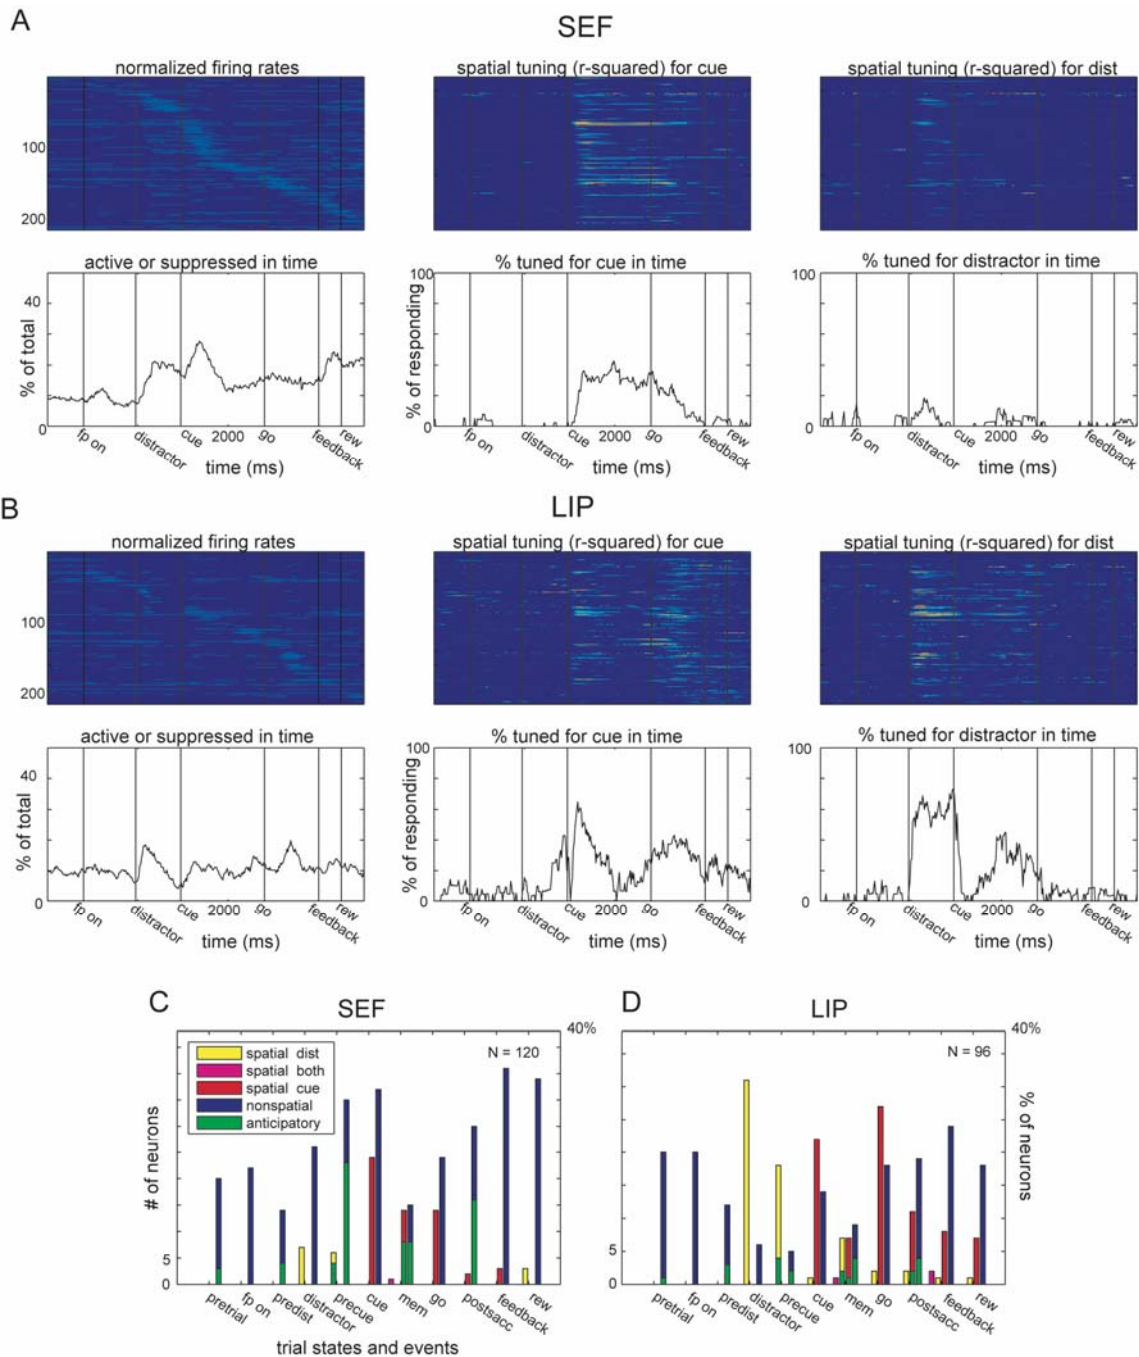 A
SEF
normalized firing rates
spatial tuning (r-squared) for cue
spatial tuning (r-squared) for dist
100
200
active or suppressed in time
% tuned for cue in time
% tuned for distractor in time
40
100
100
% of total
% of responding
0
0
0
fp on
distractor
cue
2000
go
feedback
rew
fp on
distractor
cue
2000
go
feedback
rew
fp on
distractor
cue
2000
go
feedback
rew
time (ms)
time (ms)
time (ms)
B
LIP
normalized firing rates
spatial tuning (r-squared) for cue
spatial tuning (r-squared) for dist
100
200
active or suppressed in time
% tuned for cue in time
% tuned for distractor in time
40
100
100
% of total
% of responding
0
0
0
fp on
distractor
cue
2000
go
feedback
rew
fp on
distractor
cue
2000
go
feedback
rew
fp on
distractor
cue
2000
go
feedback
rew
time (ms)
time (ms)
time (ms)
C
SEF
40%
N = 120
spatial dist
spatial both
spatial cue
nonspatial
anticipatory
# of neurons
5
0
pretrial
fp on
predist
distractor
precue
cue
mem
go
postsacc
feedback
rew
trial states and events
D
LIP
40%
N = 96
% of neurons
5
0
pretrial
fp on
predist
distractor
precue
cue
mem
go
postsacc
feedback
rew